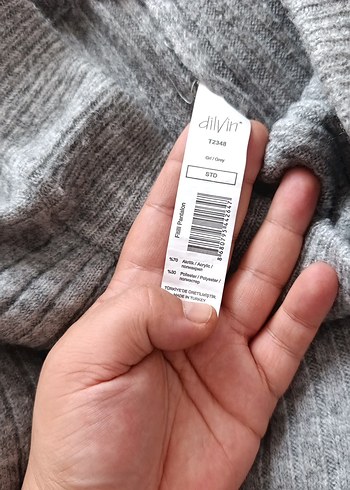 dilvin
T2348
Gri / Grey
STD
Fitilli Pantalon
%70 Akrilik / Acrylic /
%30 Polyester / Polyester /
TÜRKİYE'DE ÜRETİLMİŞTİR.
MADE IN TURKEY